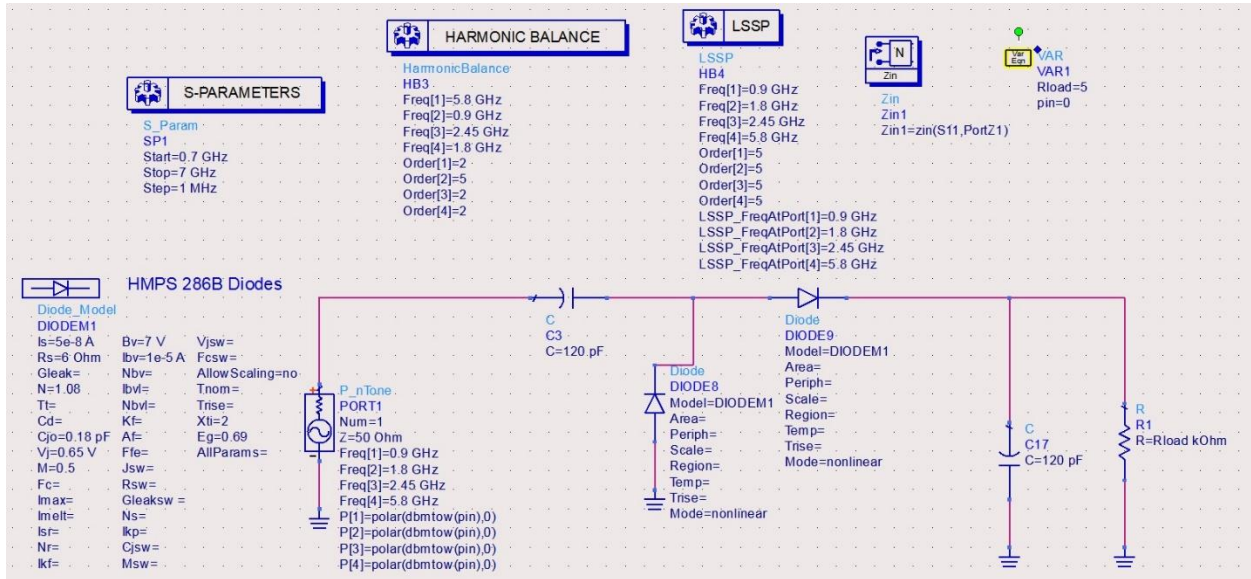 HARMONIC BALANCE
HarmonicBalance
HB3
Freq[1]=5.8 GHz
Freq[2]=0.9 GHz
Freq[3]=2.45 GHz
Freq[4]=1.8 GHz
Order[1]=2
Order[2]=5
Order[3]=2
Order[4]=2
LSSP
LSSP
HB4
Freq[1]=0.9 GHz
Freq[2]=1.8 GHz
Freq[3]=2.45 GHz
Freq[4]=5.8 GHz
Order[1]=5
Order[2]=5
Order[3]=5
Order[4]=5
LSSP_FreqAtPort[1]=0.9 GHz
LSSP_FreqAtPort[2]=1.8 GHz
LSSP_FreqAtPort[3]=2.45 GHz
LSSP_FreqAtPort[4]=5.8 GHz
N
Zin
Zin
Zin1
Zin1=zin(S11,PortZ1)
Var
Eqn
VAR
VAR1
Rload=5
pin=0
S-PARAMETERS
S_Param
SP1
Start=0.7 GHz
Stop=7 GHz
Step=1 MHz
HMPS 286B Diodes
Diode_Model
DIODEM1
Is=5e-8 A Bv=7 V Vjsw=
Rs=6 Ohm Ibv=1e-5 A Fcsw=
Gleak= Nbv= AllowScaling=no
N=1.08 Ibvl= Tnom=
Tt= Nbvl= Trise=
Cd= Kf= Xti=2
Cjo=0.18 pF Af= Eg=0.69
Vj=0.65 V Ffe= AllParams=
M=0.5 Jsw=
Fc= Rsw=
Imax= Gleaksw =
Imelt= Ns=
Isr= Ikp=
Nr= Cjsw=
Ikf= Msw=
+
-
P_nTone
PORT1
Num=1
Z=50 Ohm
Freq[1]=0.9 GHz
Freq[2]=1.8 GHz
Freq[3]=2.45 GHz
Freq[4]=5.8 GHz
P[1]=polar(dbmtow(pin),0)
P[2]=polar(dbmtow(pin),0)
P[3]=polar(dbmtow(pin),0)
P[4]=polar(dbmtow(pin),0)
C
C3
C=120 pF
Diode
DIODE8
Model=DIODEM1
Area=
Periph=
Scale=
Region=
Temp=
Trise=
Mode=nonlinear
Diode
DIODE9
Model=DIODEM1
Area=
Periph=
Scale=
Region=
Temp=
Trise=
Mode=nonlinear
C
C17
C=120 pF
R
R1
R=Rload kOhm